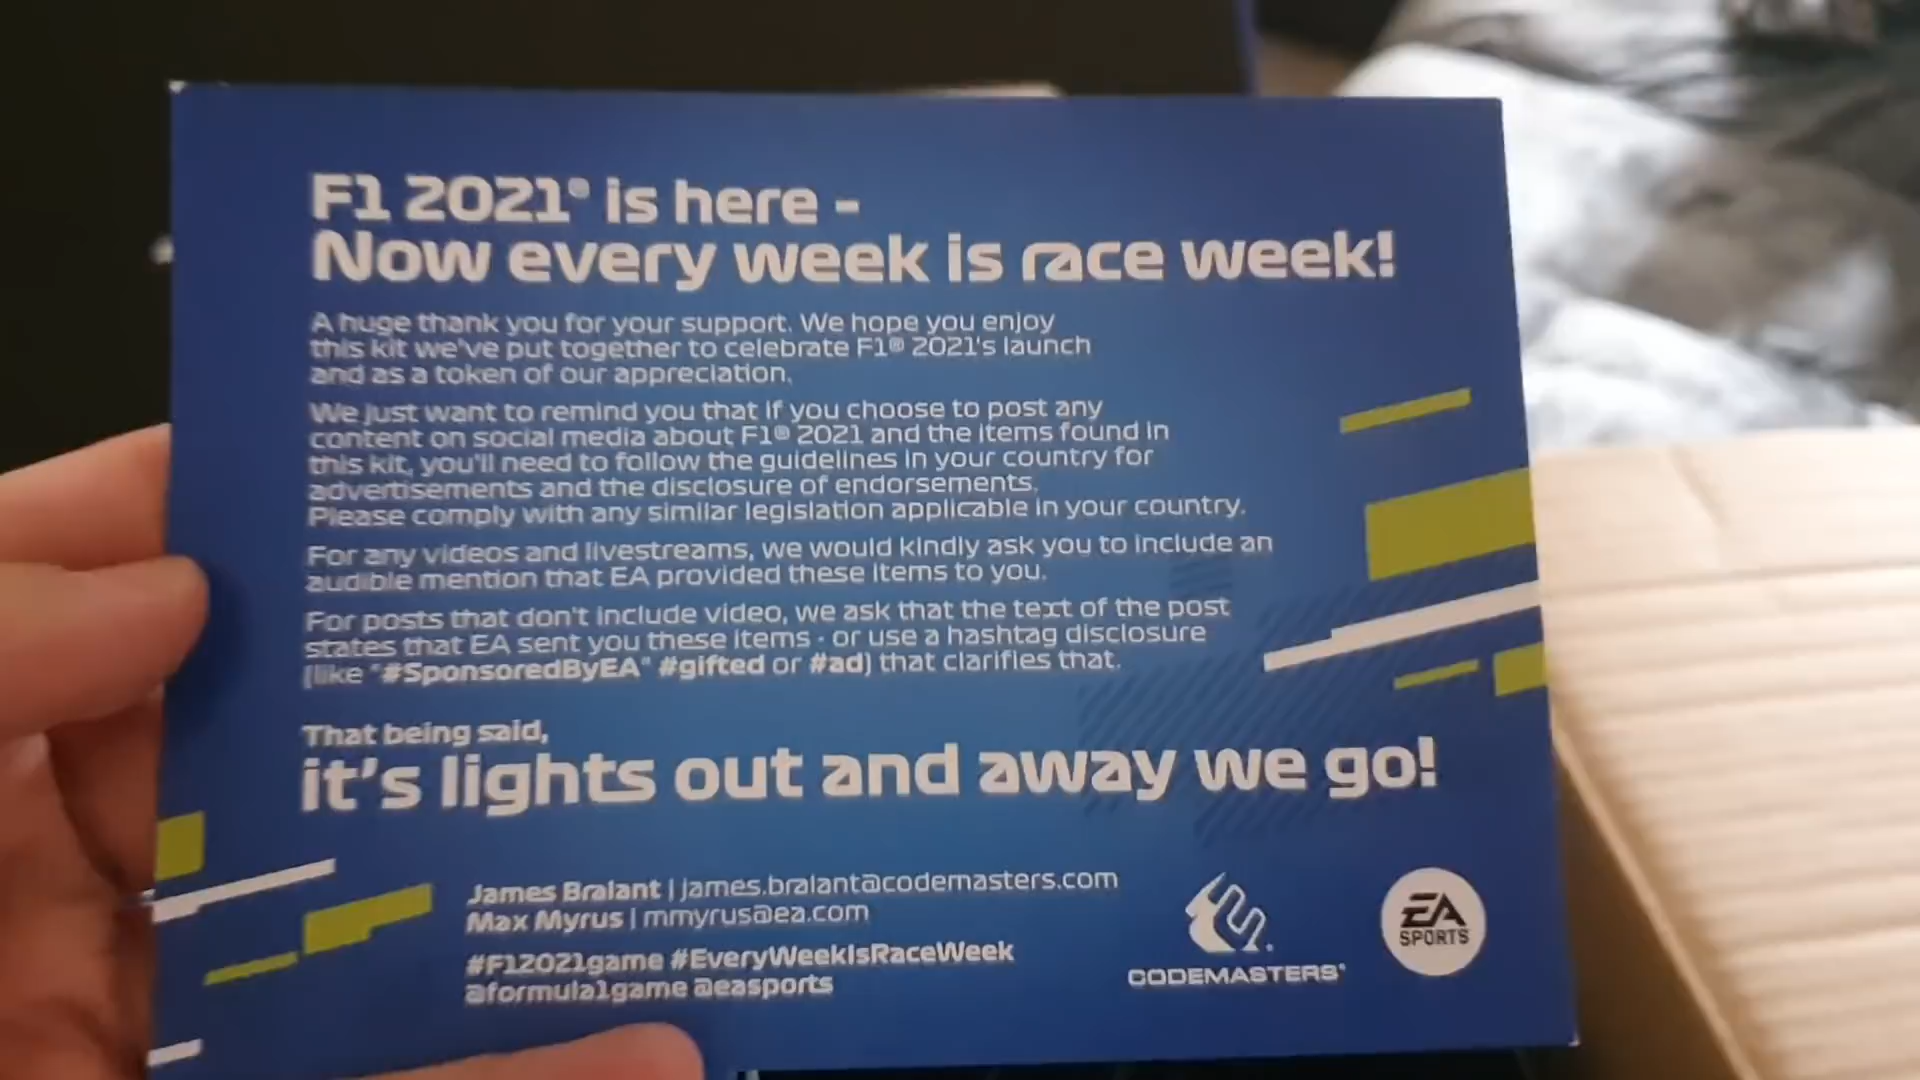 F1 2021® is here -
Now every week is race week!
A huge thank you for your support. We hope you enjoy
this kit we've put together to celebrate F1® 2021's launch
and as a token of our appreciation.
We just want to remind you that if you choose to post any
content on social media about F1® 2021 and the items found in
this kit, you'll need to follow the guidelines in your country for
advertisements and the disclosure of endorsements.
Please comply with any similar legislation applicable in your country.
For any videos and livestreams, we would kindly ask you to include an
audible mention that EA provided these items to you.
For posts that don't include video, we ask that the text of the post
states that EA sent you these items - or use a hashtag disclosure
(like "#SponsoredByEA" #gifted or #ad) that clarifies that.
That being said,
it's lights out and away we go!
James Bralant | james.bralant@codemasters.com
Max Myrus | mmyrus@ea.com
#F12021game #EveryWeekIsRaceWeek
@formula1game @easports
CODEMASTERS®
EA
SPORTS